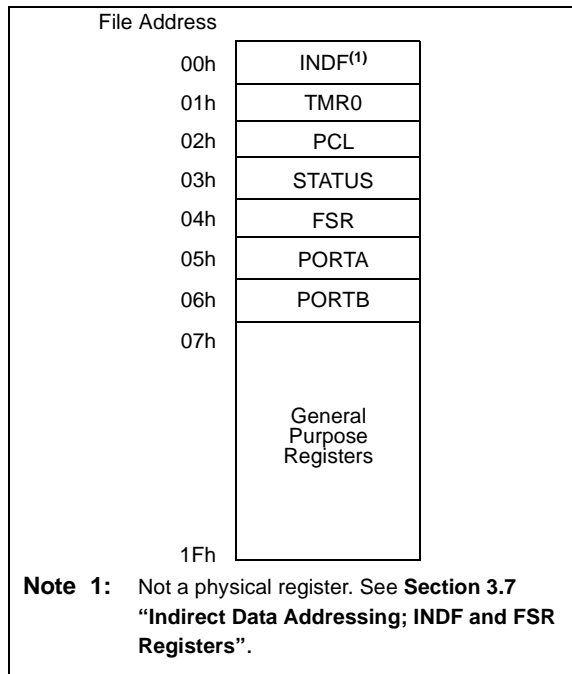 File Address
00h INDF(1)
01h TMR0
02h PCL
03h STATUS
04h FSR
05h PORTA
06h PORTB
07h
General
Purpose
Registers
1Fh
Note 1: Not a physical register. See Section 3.7
“Indirect Data Addressing; INDF and FSR
Registers”.